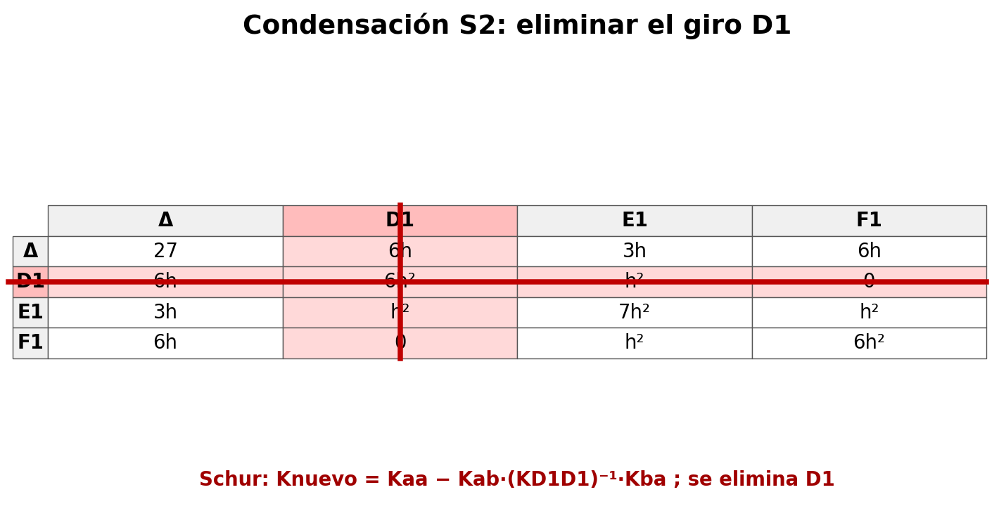 Condensación S2: eliminar el giro D1
Δ D1 E1 F1
Δ 27 6h 3h 6h
D1 6h 6h² h² 0
E1 3h h² 7h² h²
F1 6h 0 h² 6h²
Schur: Knuevo = Kaa − Kab·(KD1D1)⁻¹·Kba ; se elimina D1